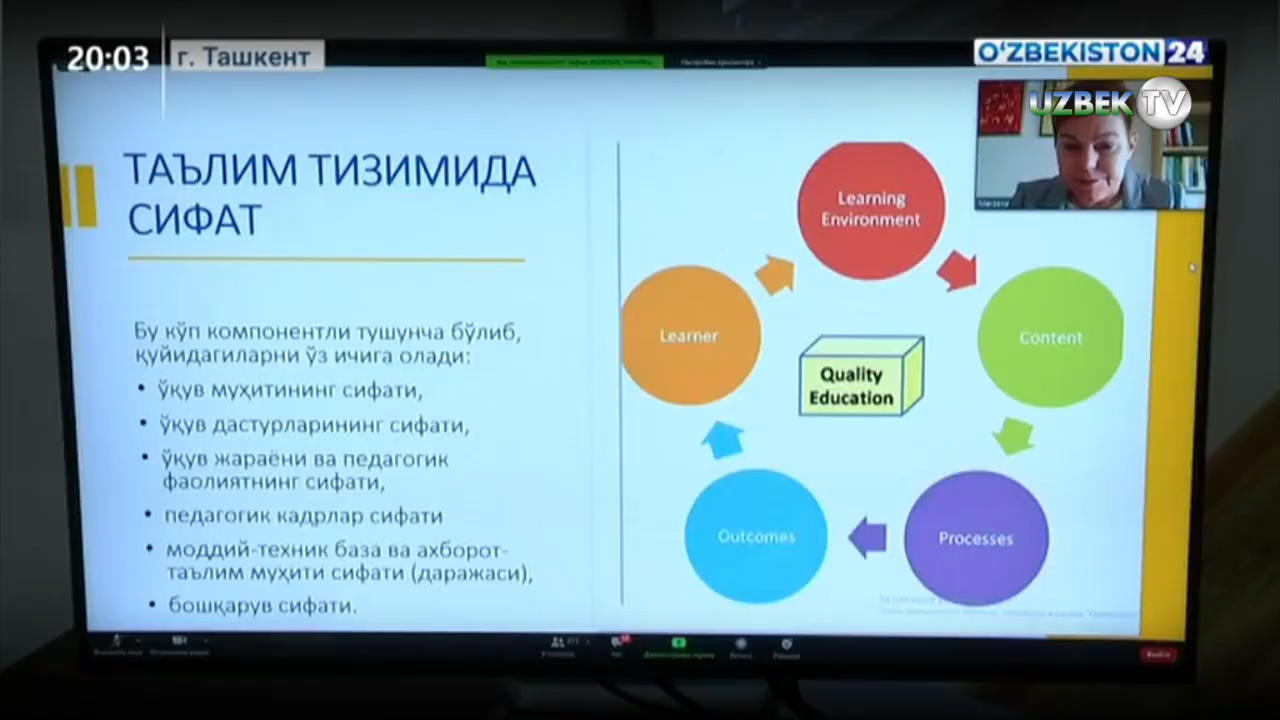 20:03
г. Ташкент
O‘ZBEKISTON 24
UZBEK TV
ТАЪЛИМ ТИЗИМИДА
СИФАТ
Бу кўп компонентли тушунча бўлиб,
қуйидагиларни ўз ичига олади:
• ўқув муҳитининг сифати,
• ўқув дастурларининг сифати,
• ўқув жараёни ва педагогик
фаолиятнинг сифати,
• педагогик кадрлар сифати
• моддий-техник база ва ахборот-
таълим муҳити сифати (даражаси),
• бошқарув сифати.
Learning
Environment
Learner
Content
Quality
Education
Outcomes
Processes